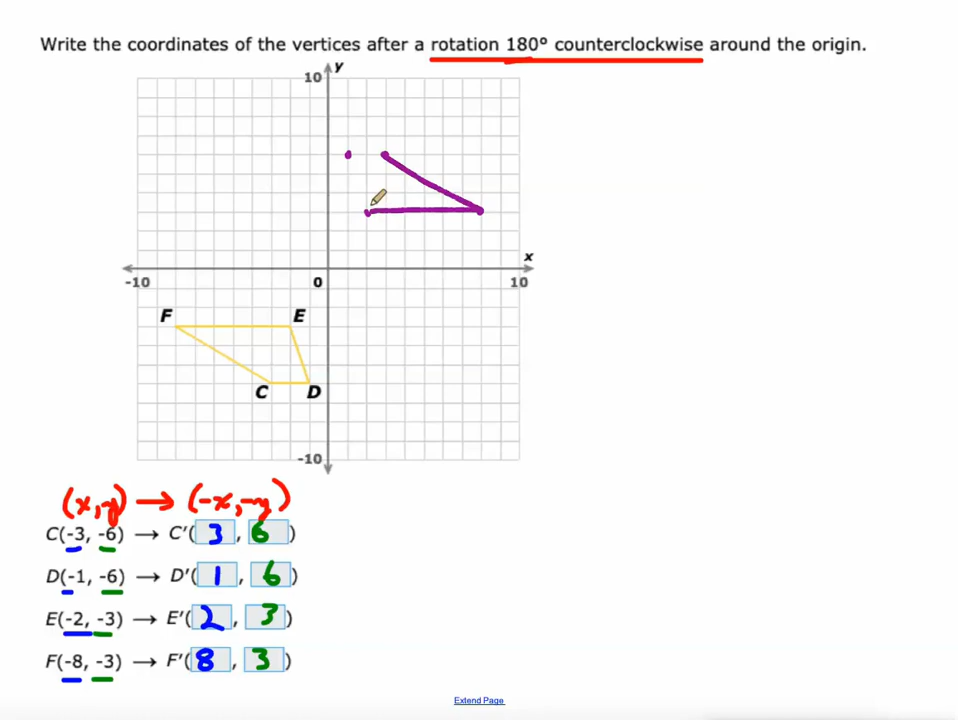 Write the coordinates of the vertices after a rotation 180° counterclockwise around the origin.
10 y
x
-10 0 10
F E
C D
-10
(x,y) → (-x,-y)
C(-3, -6) → C′( 3 , 6 )
D(-1, -6) → D′( 1 , 6 )
E(-2, -3) → E′( 2 , 3 )
F(-8, -3) → F′( 8 , 3 )
Extend Page